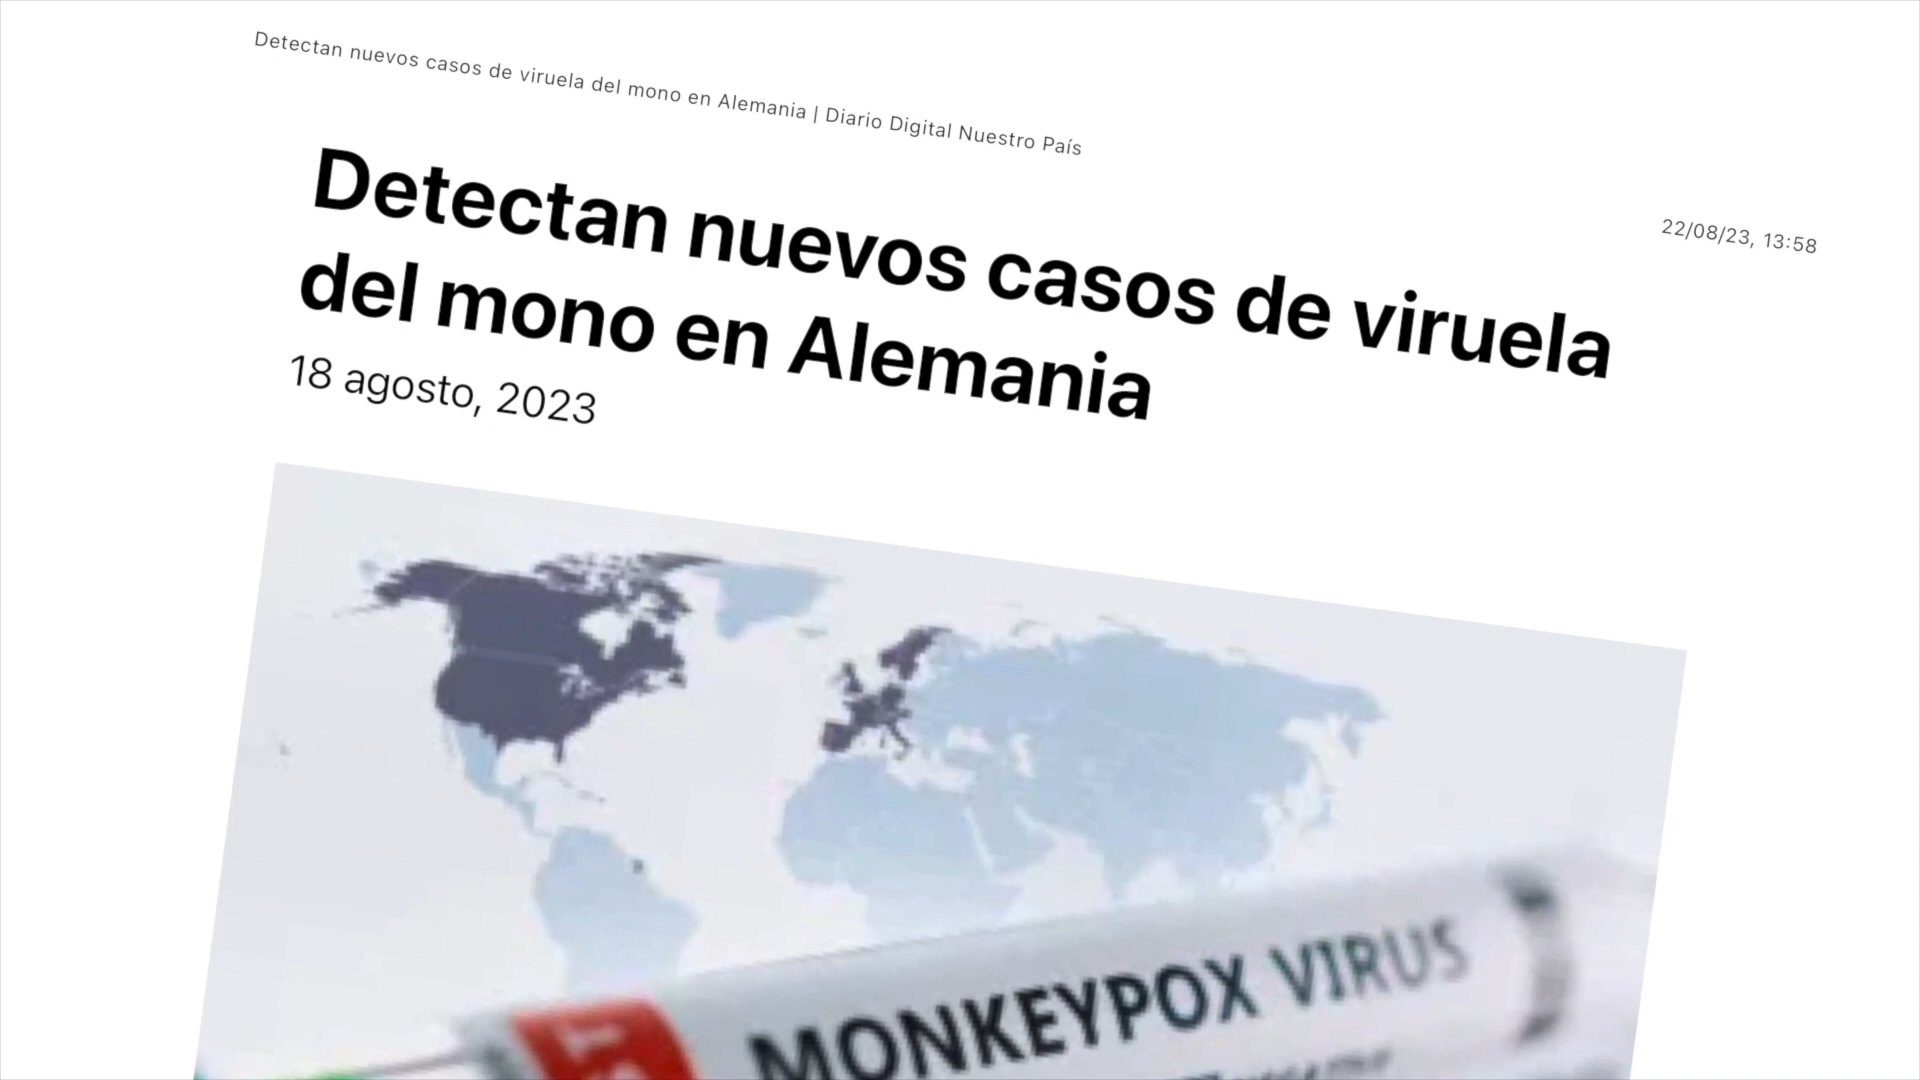 Detectan nuevos casos de viruela del mono en Alemania | Diario Digital Nuestro País
22/08/23, 13:58
Detectan nuevos casos de viruela
del mono en Alemania
18 agosto, 2023
MONKEYPOX VIRUS